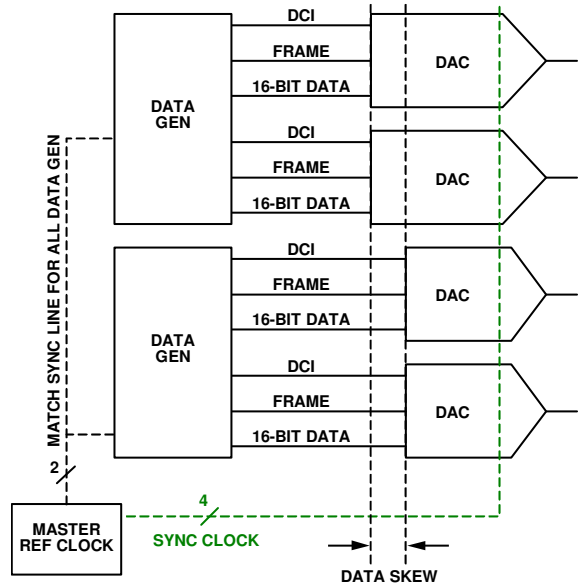 DCI
FRAME
16-BIT DATA
DATA
GEN
DAC
DCI
FRAME
16-BIT DATA
DAC
MATCH SYNC LINE FOR ALL DATA GEN
DCI
FRAME
16-BIT DATA
DATA
GEN
DAC
DCI
FRAME
16-BIT DATA
DAC
2
MASTER
REF CLOCK
4
SYNC CLOCK
DATA SKEW